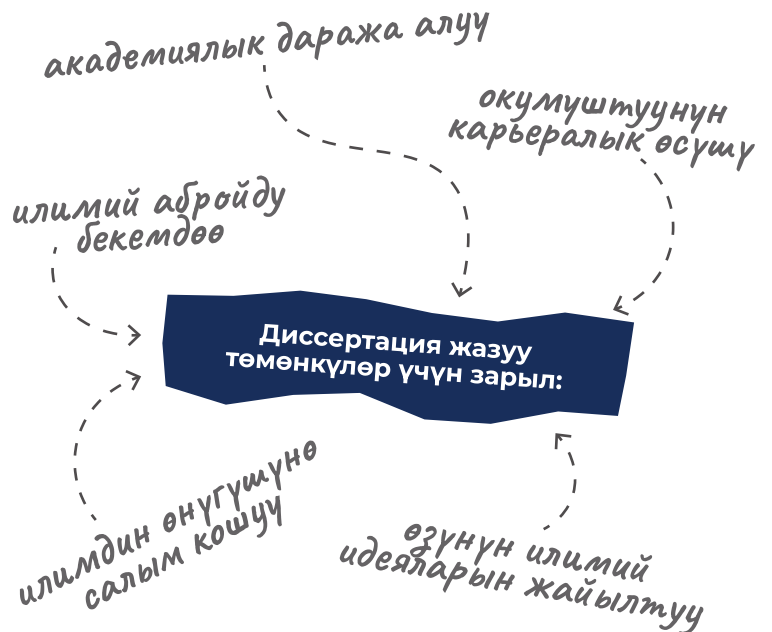 академиялык даража алуу
окумуштуунун
карьералык өсүшү
илимий абройду
бекемдөө
Диссертация жазуу
төмөнкүлөр үчүн зарыл:
илимдин өнүгүшүнө
салым кошуу
өзүнүн илимий
идеяларын жайылтуу